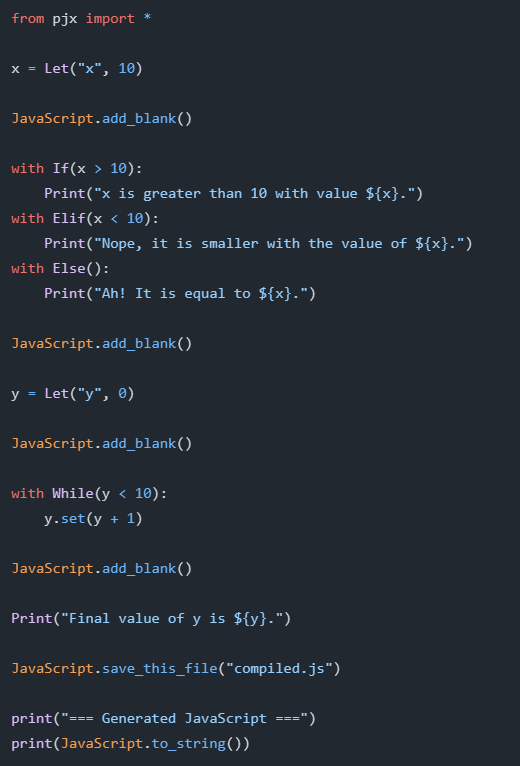 from pjx import *
x = Let("x", 10)
JavaScript.add_blank()
with If(x > 10):
    Print("x is greater than 10 with value ${x}.")
with Elif(x < 10):
    Print("Nope, it is smaller with the value of ${x}.")
with Else():
    Print("Ah! It is equal to ${x}.")
JavaScript.add_blank()
y = Let("y", 0)
JavaScript.add_blank()
with While(y < 10):
    y.set(y + 1)
JavaScript.add_blank()
Print("Final value of y is ${y}.")
JavaScript.save_this_file("compiled.js")
print("=== Generated JavaScript ===")
print(JavaScript.to_string())